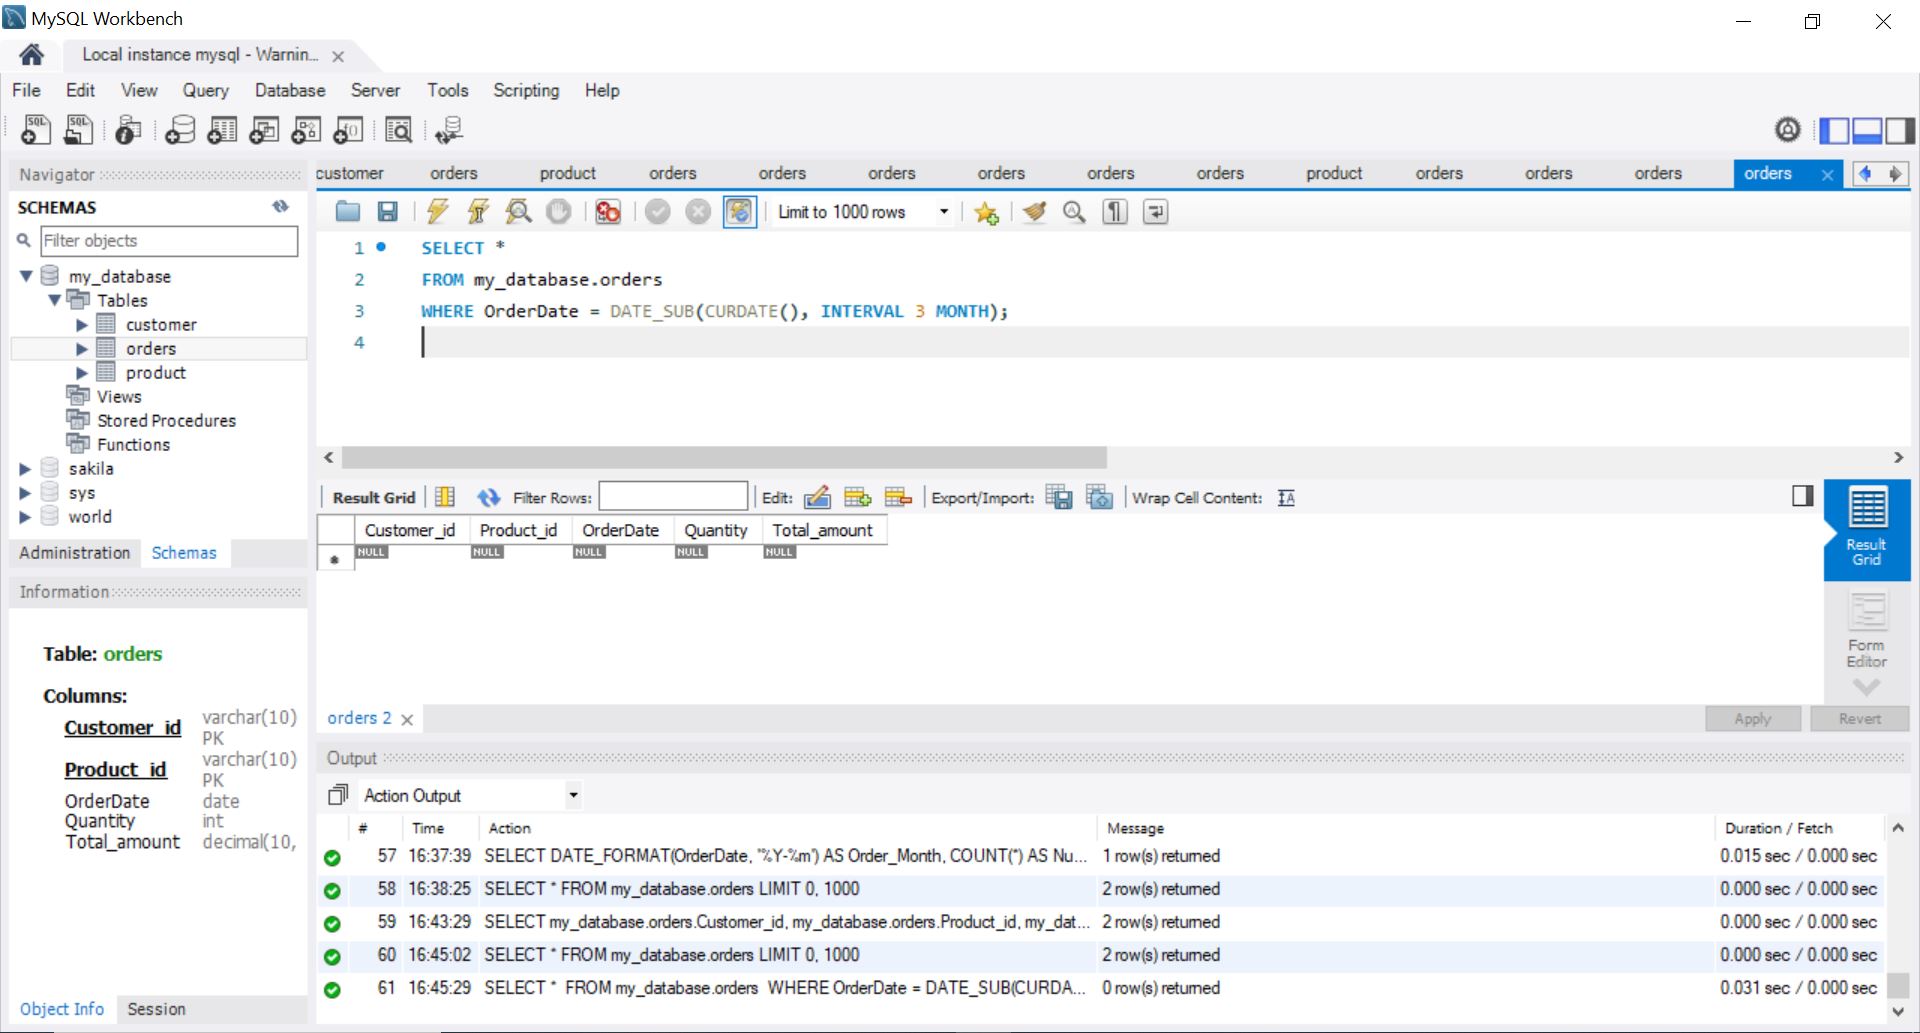 MySQL Workbench
Local instance mysql - Warnin...
File Edit View Query Database Server Tools Scripting Help
Navigator
customer orders product orders orders orders orders orders orders product orders orders orders orders
SCHEMAS
Limit to 1000 rows
Filter objects
my_database
Tables
customer
orders
product
Views
Stored Procedures
Functions
sakila
sys
world
Administration Schemas
1 SELECT *
2 FROM my_database.orders
3 WHERE OrderDate = DATE_SUB(CURDATE(), INTERVAL 3 MONTH);
4
Result Grid Filter Rows: Edit: Export/Import: Wrap Cell Content:
Customer_id Product_id OrderDate Quantity Total_amount
NULL NULL NULL NULL NULL
Result
Grid
Form
Editor
orders 2
Apply Revert
Information
Table: orders
Columns:
Customer_id varchar(10)
PK
Product_id varchar(10)
PK
OrderDate date
Quantity int
Total_amount decimal(10,
Object Info Session
Output
Action Output
# Time Action Message Duration / Fetch
57 16:37:39 SELECT DATE_FORMAT(OrderDate, '%Y-%m') AS Order_Month, COUNT(*) AS Nu... 1 row(s) returned 0.015 sec / 0.000 sec
58 16:38:25 SELECT * FROM my_database.orders LIMIT 0, 1000 2 row(s) returned 0.000 sec / 0.000 sec
59 16:43:29 SELECT my_database.orders.Customer_id, my_database.orders.Product_id, my_dat... 2 row(s) returned 0.000 sec / 0.000 sec
60 16:45:02 SELECT * FROM my_database.orders LIMIT 0, 1000 2 row(s) returned 0.000 sec / 0.000 sec
61 16:45:29 SELECT * FROM my_database.orders WHERE OrderDate = DATE_SUB(CURDA... 0 row(s) returned 0.031 sec / 0.000 sec